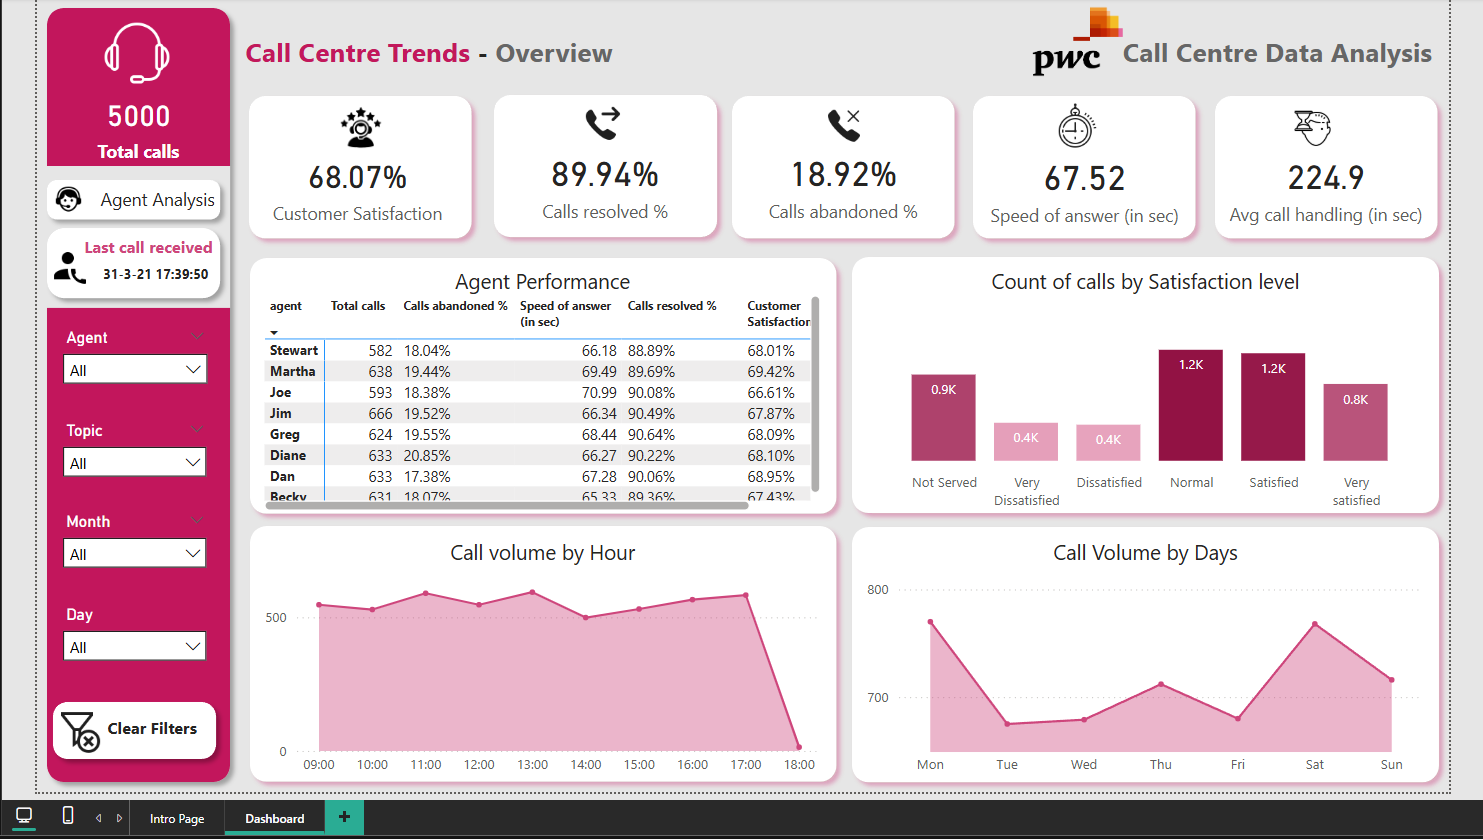 5000
Total calls
Agent Analysis
Last call received
31-3-21 17:39:50
Agent
All
Topic
All
Month
All
Day
All
Clear Filters
Call Centre Trends - Overview
pwc Call Centre Data Analysis
68.07%
Customer Satisfaction
89.94%
Calls resolved %
18.92%
Calls abandoned %
67.52
Speed of answer (in sec)
224.9
Avg call handling (in sec)
Agent Performance
agent Total calls Calls abandoned % Speed of answer Calls resolved % Customer
(in sec) Satisfaction
Stewart 582 18.04% 66.18 88.89% 68.01%
Martha 638 19.44% 69.49 89.69% 69.42%
Joe 593 18.38% 70.99 90.08% 66.61%
Jim 666 19.52% 66.34 90.49% 67.87%
Greg 624 19.55% 68.44 90.64% 68.09%
Diane 633 20.85% 66.27 90.22% 68.10%
Dan 633 17.38% 67.28 90.06% 68.95%
Becky 631 18.07% 65.33 89.36% 67.43%
Count of calls by Satisfaction level
0.9K
0.4K
0.4K
1.2K
1.2K
0.8K
Not Served Very Dissatisfied Normal Satisfied Very
Dissatisfied satisfied
Call volume by Hour
500
0
09:00 10:00 11:00 12:00 13:00 14:00 15:00 16:00 17:00 18:00
Call Volume by Days
800
700
Mon Tue Wed Thu Fri Sat Sun
Intro Page Dashboard +